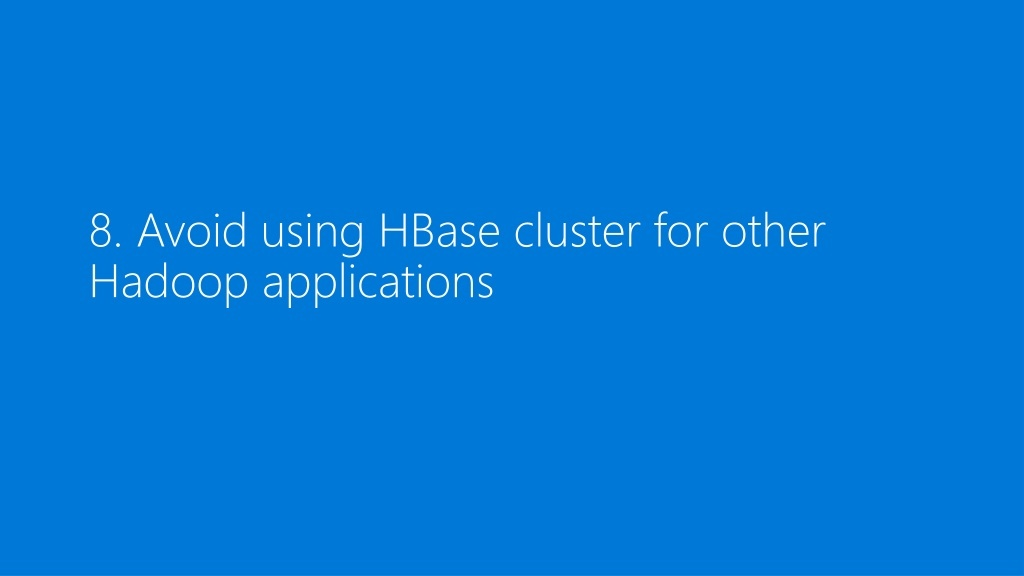 8. Avoid using HBase cluster for other
Hadoop applications